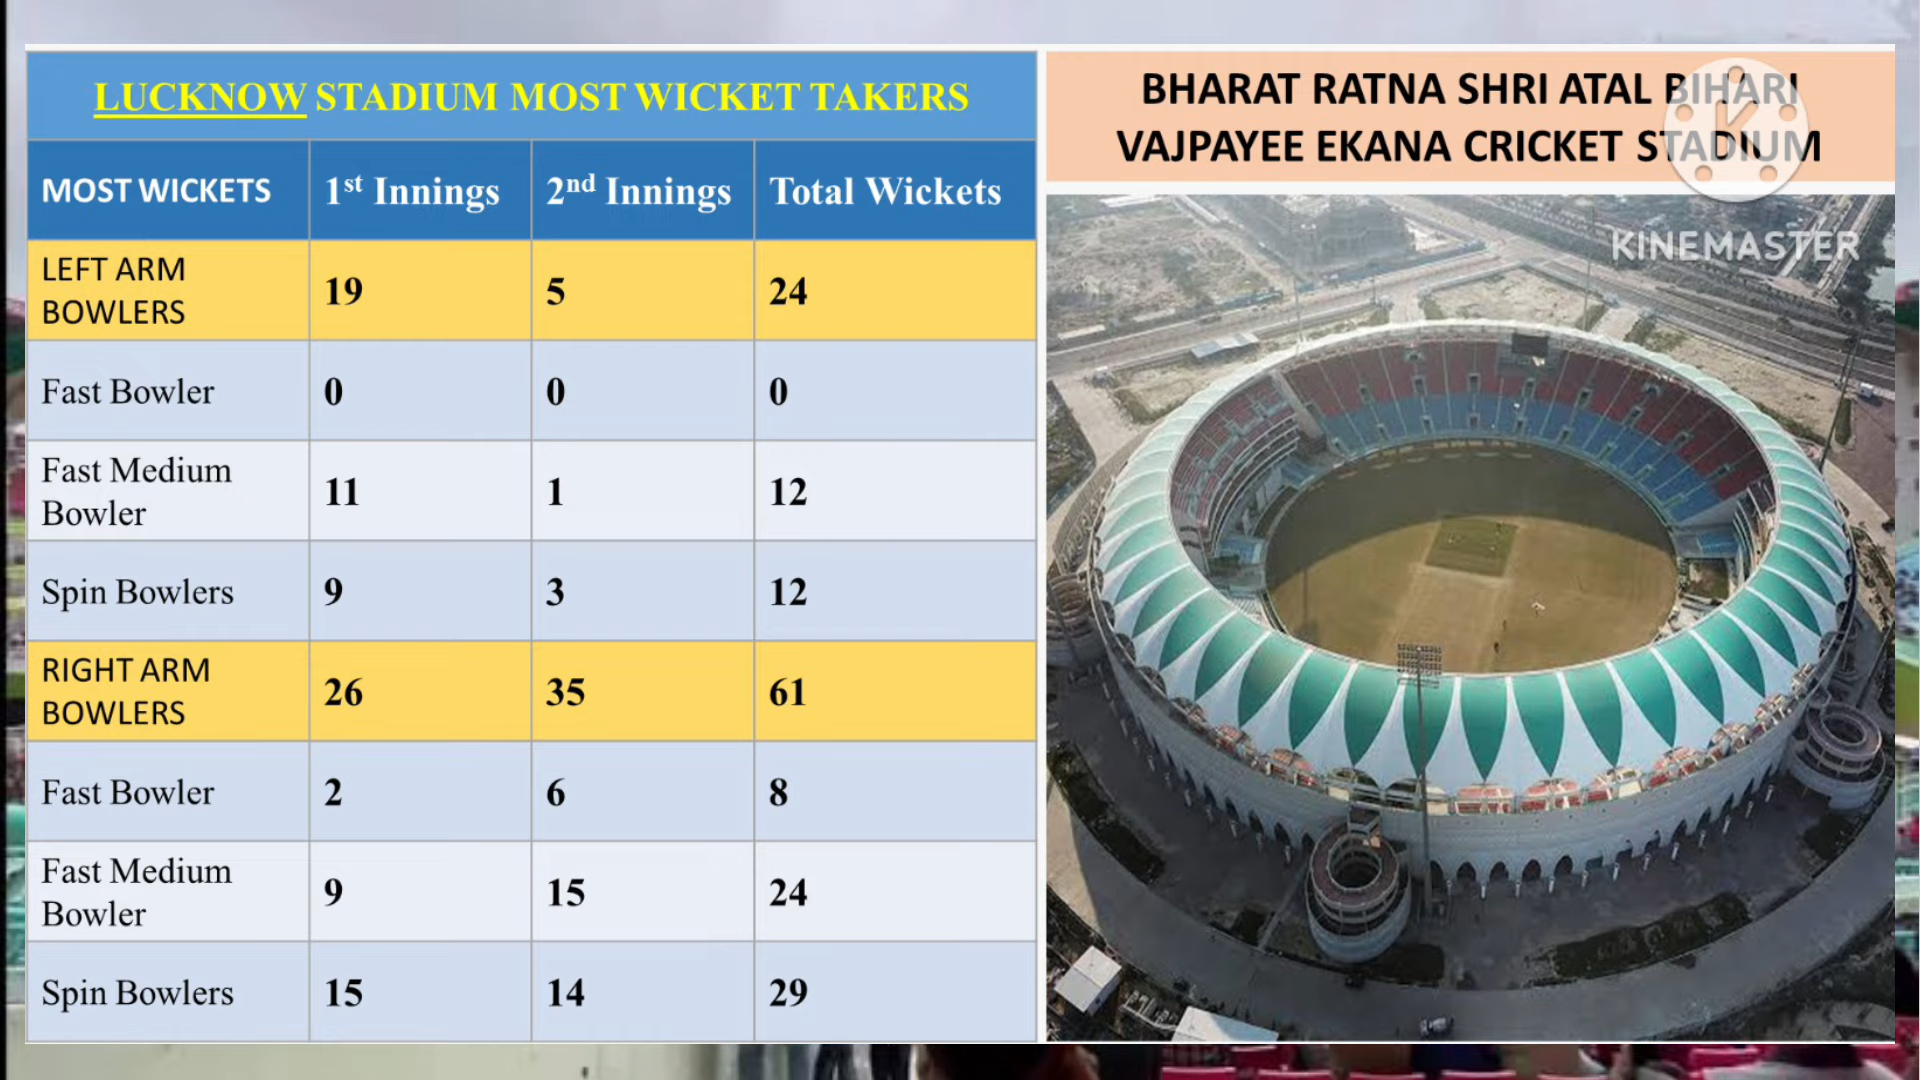 LUCKNOW STADIUM MOST WICKET TAKERS
MOST WICKETS 1st Innings 2nd Innings Total Wickets
LEFT ARM
BOWLERS 19 5 24
Fast Bowler 0 0 0
Fast Medium
Bowler 11 1 12
Spin Bowlers 9 3 12
RIGHT ARM
BOWLERS 26 35 61
Fast Bowler 2 6 8
Fast Medium
Bowler 9 15 24
Spin Bowlers 15 14 29
BHARAT RATNA SHRI ATAL BIHARI
VAJPAYEE EKANA CRICKET STADIUM
K
KINEMASTER